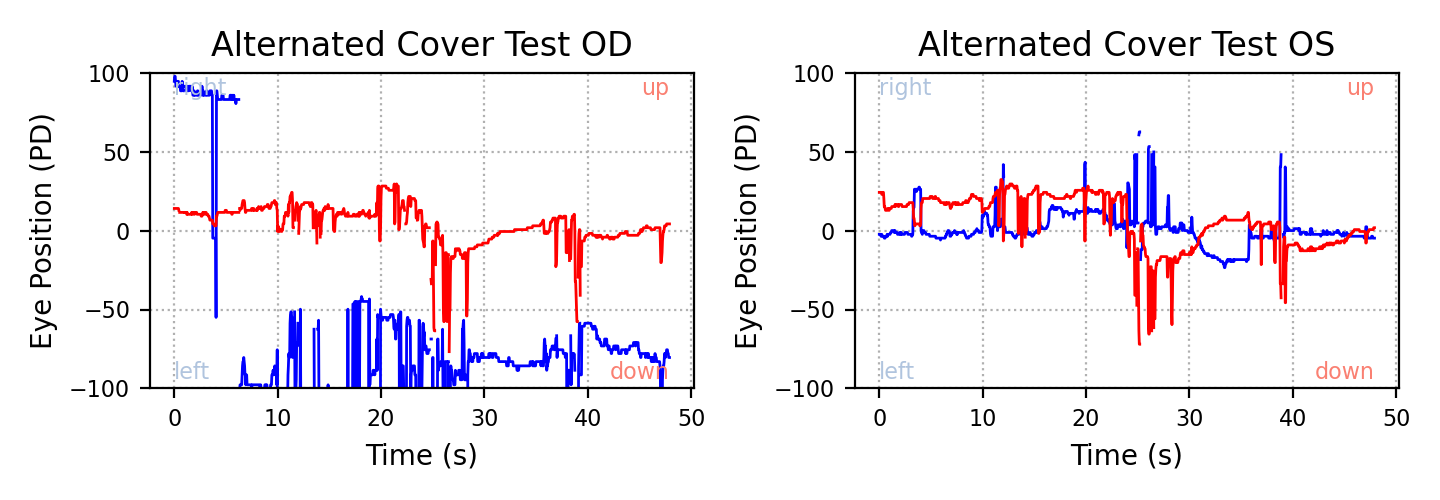 Alternated Cover Test OD
Eye Position (PD)
100
50
0
−50
−100
right
up
left
down
0
10
20
30
40
50
Time (s)
Alternated Cover Test OS
Eye Position (PD)
100
50
0
−50
−100
right
up
left
down
0
10
20
30
40
50
Time (s)